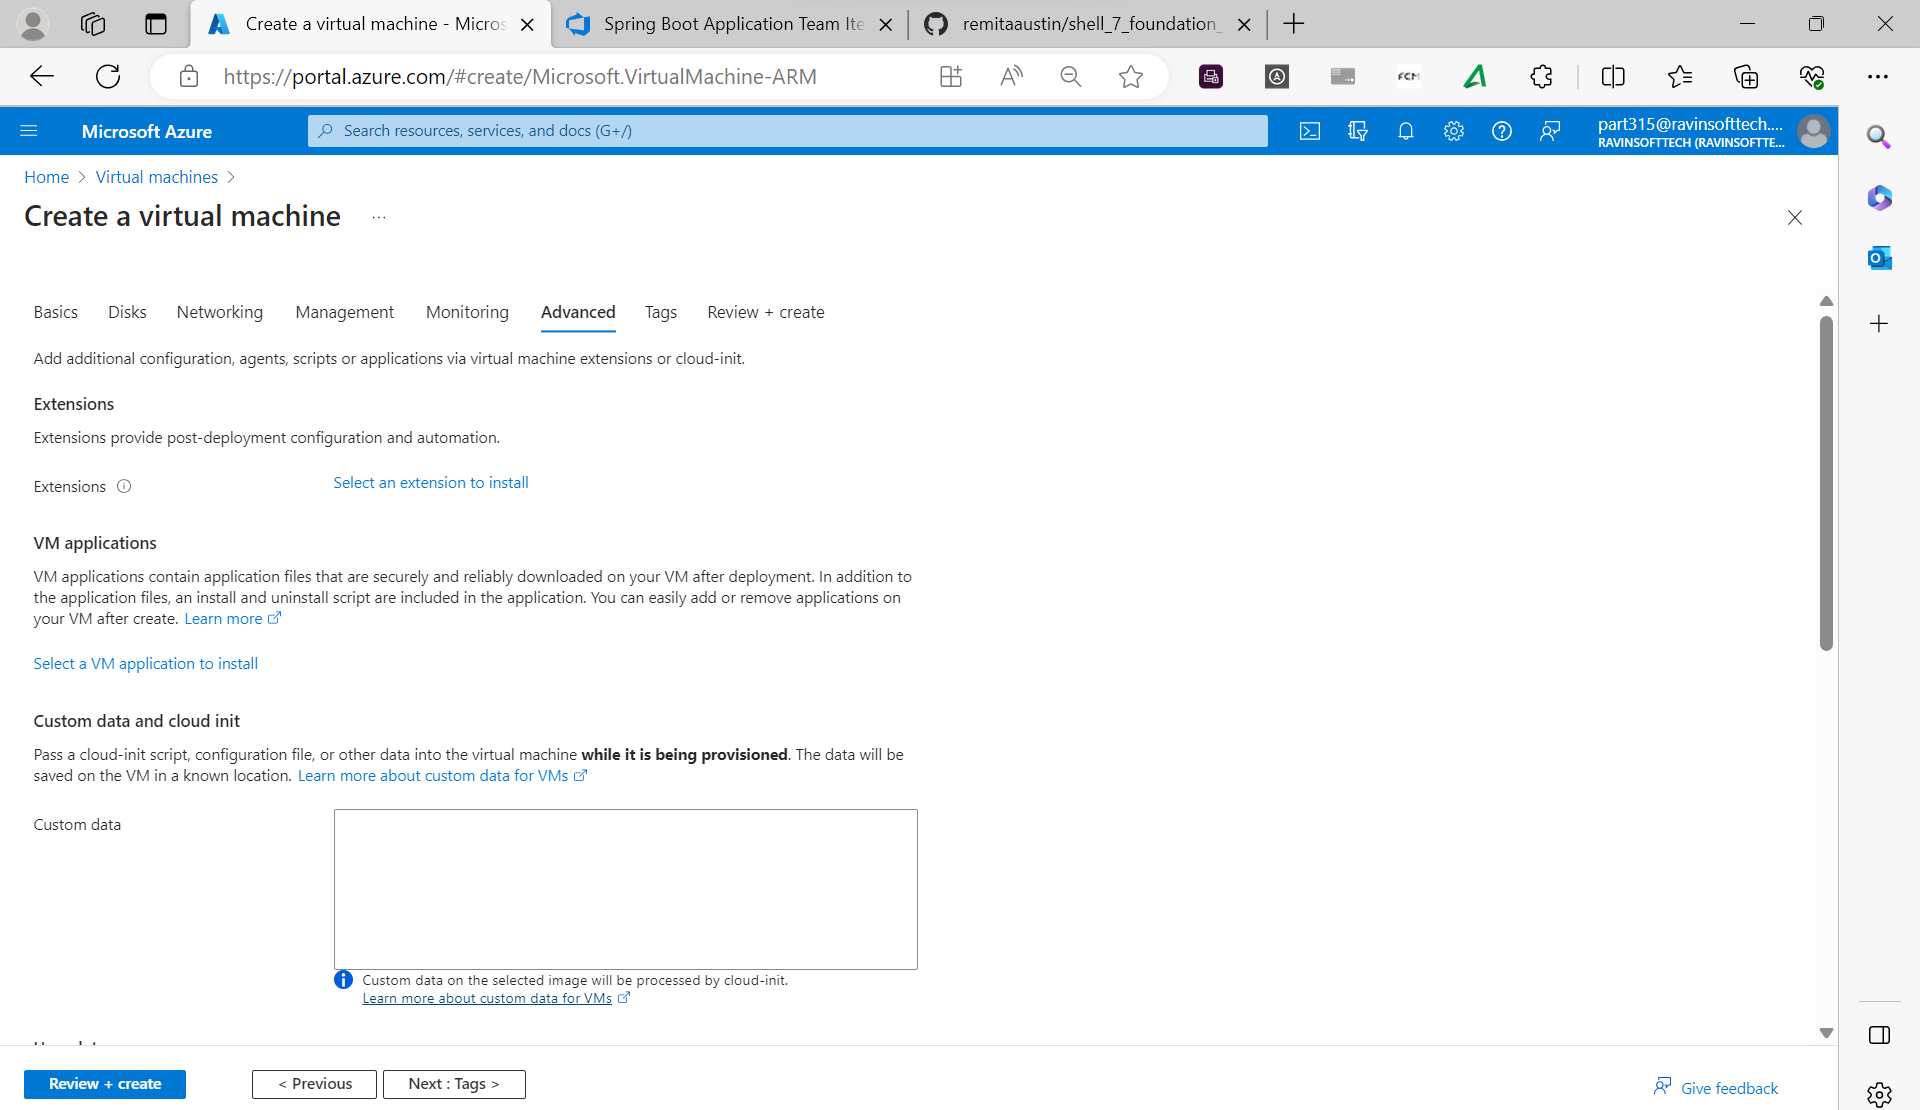 Create a virtual machine - Micros
Spring Boot Application Team Ite
remitaaustin/shell_7_foundation_
https://portal.azure.com/#create/Microsoft.VirtualMachine-ARM
FCM
Microsoft Azure
Search resources, services, and docs (G+/)
part315@ravinsofttech....
RAVINSOFTTECH (RAVINSOFTTE...
Home > Virtual machines >
Create a virtual machine ...
Basics Disks Networking Management Monitoring Advanced Tags Review + create
Add additional configuration, agents, scripts or applications via virtual machine extensions or cloud-init.
Extensions
Extensions provide post-deployment configuration and automation.
Extensions
Select an extension to install
VM applications
VM applications contain application files that are securely and reliably downloaded on your VM after deployment. In addition to
the application files, an install and uninstall script are included in the application. You can easily add or remove applications on
your VM after create. Learn more
Select a VM application to install
Custom data and cloud init
Pass a cloud-init script, configuration file, or other data into the virtual machine while it is being provisioned. The data will be
saved on the VM in a known location. Learn more about custom data for VMs
Custom data
Custom data on the selected image will be processed by cloud-init.
Learn more about custom data for VMs
Review + create
< Previous
Next : Tags >
Give feedback